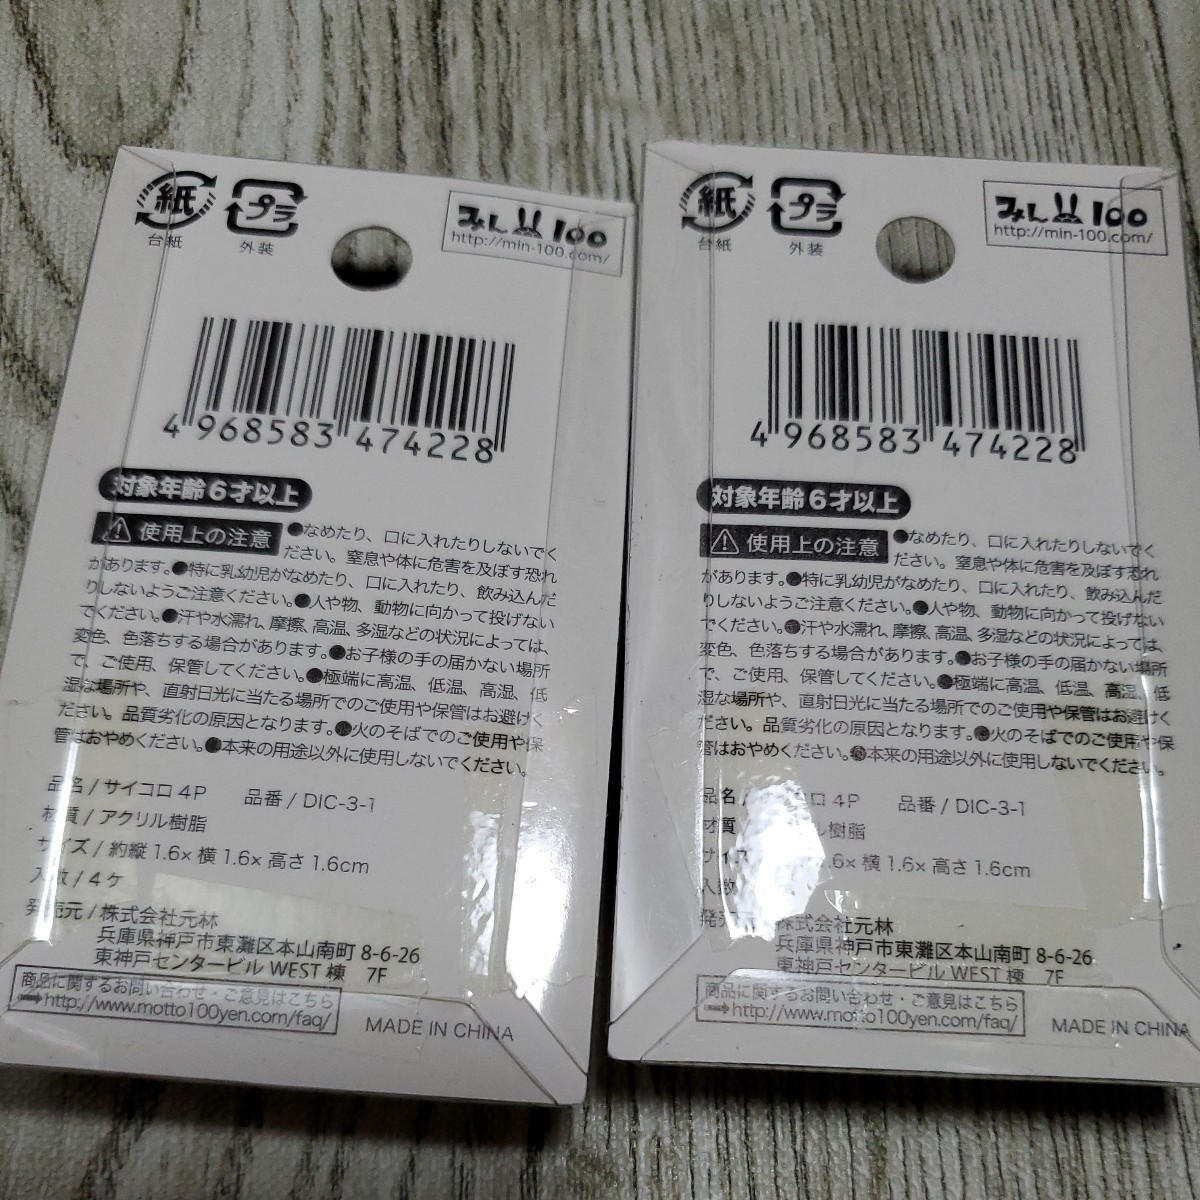 紙
台紙
プラ
外装
みん100
http://min-100.com/
4 968583 474228
対象年齢6才以上
使用上の注意 ●なめたり、口に入れたりしないでく
ださい。窒息や体に危害を及ぼす恐れ
があります。●特に乳幼児がなめたり、口に入れたり、飲み込んだ
りしないようご注意ください。●人や物、動物に向かって投げない
でください。●汗や水濡れ、摩擦、高温、多湿などの状況によっては、
変色、色落ちする場合があります。●お子様の手の届かない場所
で、ご使用、保管してください。●極端に高温、低温、高湿、低
湿な場所や、直射日光に当たる場所でのご使用や保管はお避けく
ださい。品質劣化の原因となります。●火のそばでのご使用や保
管はおやめください。●本来の用途以外に使用しないでください。
品名/サイコロ4P 品番/DIC-3-1
材質/アクリル樹脂
サイズ/約縦1.6×横1.6×高さ1.6cm
入数/4ケ
発売元/株式会社元林
兵庫県神戸市東灘区本山南町8-6-26
東神戸センタービルWEST棟 7F
商品に関するお問い合わせ・ご意見はこちら
➡http://www.motto100yen.com/faq/
MADE IN CHINA
紙
台紙
プラ
外装
みん100
http://min-100.com/
4 968583 474228
対象年齢6才以上
使用上の注意 ●なめたり、口に入れたりしないでく
ださい。窒息や体に危害を及ぼす恐れ
があります。●特に乳幼児がなめたり、口に入れたり、飲み込んだ
りしないようご注意ください。●人や物、動物に向かって投げない
でください。●汗や水濡れ、摩擦、高温、多湿などの状況によっては、
変色、色落ちする場合があります。●お子様の手の届かない場所
で、ご使用、保管してください。●極端に高温、低温、高湿、低
湿な場所や、直射日光に当たる場所でのご使用や保管はお避けく
ださい。品質劣化の原因となります。●火のそばでのご使用や保
管はおやめください。●本来の用途以外に使用しないでください。
品名/ ロ4P 品番/DIC-3-1
材質 ル樹脂
サイズ .6×横1.6×高さ1.6cm
入数
発売 株式会社元林
兵庫県神戸市東灘区本山南町8-6-26
東神戸センタービルWEST棟 7F
商品に関するお問い合わせ・ご意見はこちら
➡http://www.motto100yen.com/faq/
MADE IN CHINA